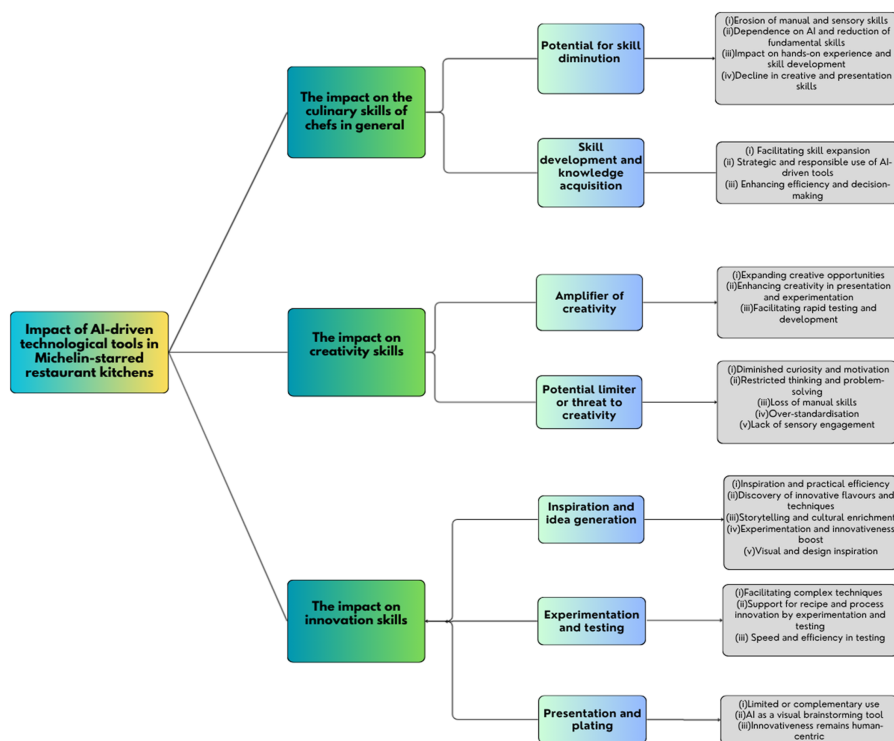 Impact of AI-driven
technological tools in
Michelin-starred
restaurant kitchens
The impact on the
culinary skills of
chefs in general
Potential for skill
diminution
(i)Erosion of manual and sensory skills
(ii)Dependence on AI and reduction of
fundamental skills
(iii)Impact on hands-on experience and
skill development
(iv)Decline in creative and presentation
skills
Skill
development and
knowledge
acquisition
(i) Facilitating skill expansion
(ii) Strategic and responsible use of AI-
driven tools
(iii) Enhancing efficiency and decision-
making
The impact on
creativity skills
Amplifier of
creativity
(i)Expanding creative opportunities
(ii)Enhancing creativity in presentation
and experimentation
(iii)Facilitating rapid testing and
development
Potential limiter
or threat to
creativity
(i)Diminished curiosity and motivation
(ii)Restricted thinking and problem-
solving
(iii)Loss of manual skills
(iv)Over-standardisation
(v)Lack of sensory engagement
The impact on
innovation skills
Inspiration and
idea generation
(i)Inspiration and practical efficiency
(ii)Discovery of innovative flavours and
techniques
(iii)Storytelling and cultural enrichment
(iv)Experimentation and innovativeness
boost
(v)Visual and design inspiration
Experimentation
and testing
(i)Facilitating complex techniques
(ii)Support for recipe and process
innovation by experimentation and
testing
(iii) Speed and efficiency in testing
Presentation and
plating
(i)Limited or complementary use
(ii)AI as a visual brainstorming tool
(iii)Innovativeness remains human-
centric